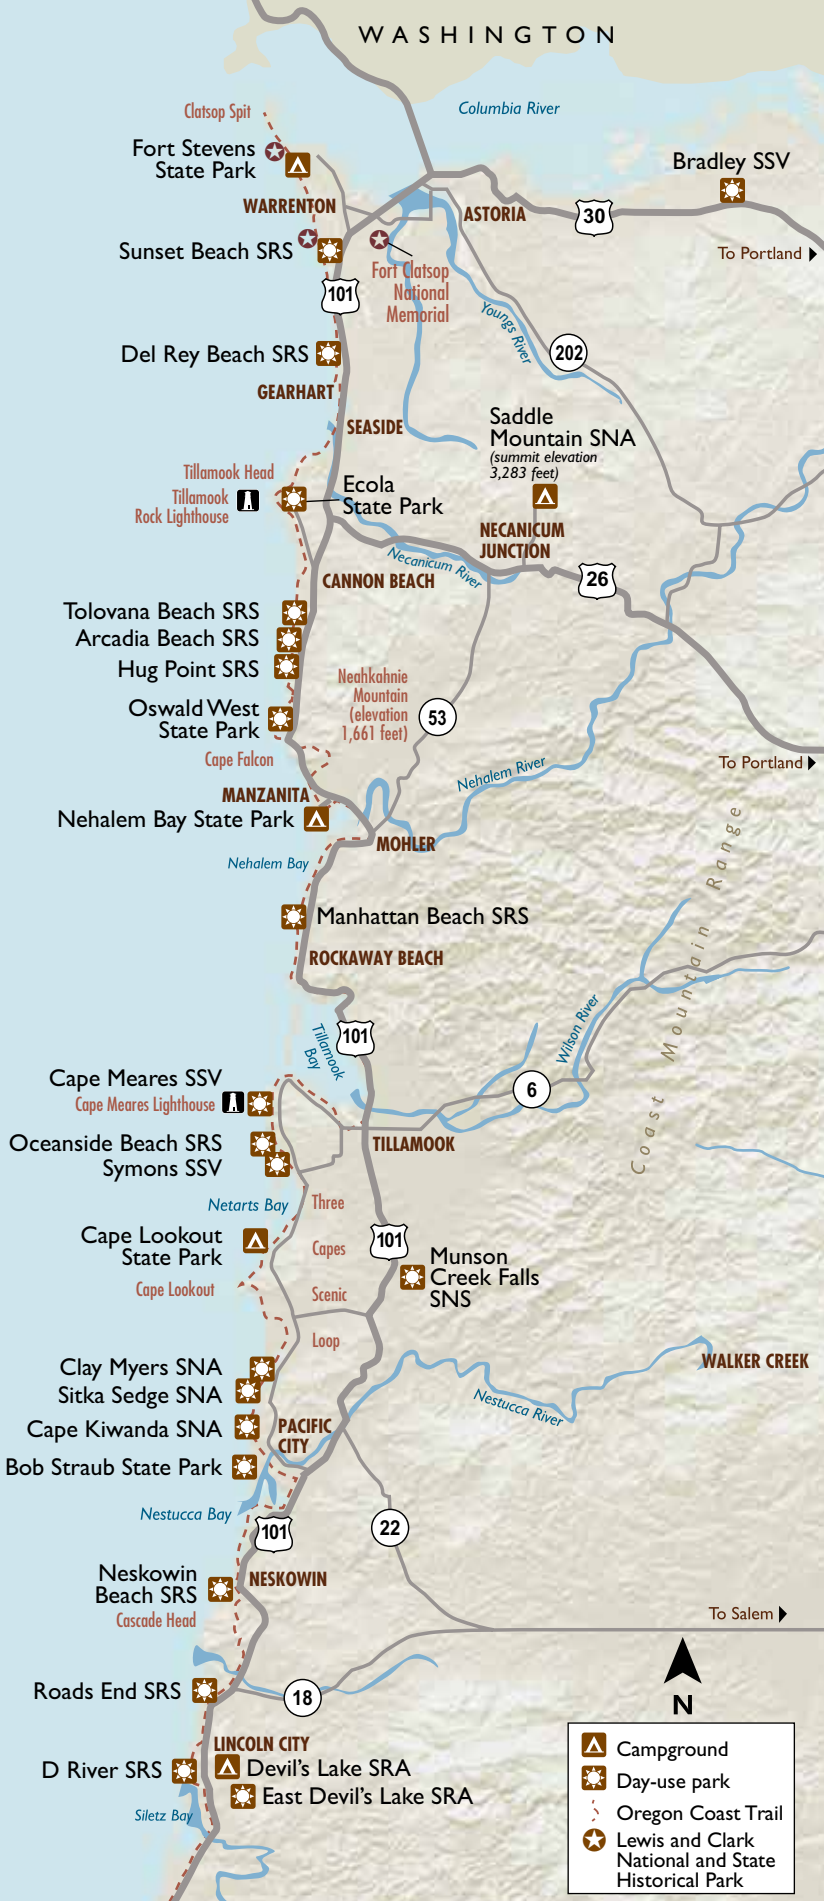 WASHINGTON
Columbia River
Clatsop Spit
Fort Stevens
State Park
Bradley SSV
WARRENTON
ASTORIA
30
Sunset Beach SRS
To Portland
Fort Clatsop
National
Memorial
101
Youngs River
202
Del Rey Beach SRS
GEARHART
SEASIDE
Saddle
Mountain SNA
(summit elevation
3,283 feet)
Tillamook Head
Tillamook
Rock Lighthouse
Ecola
State Park
NECANICUM
JUNCTION
Necanicum River
26
CANNON BEACH
Tolovana Beach SRS
Arcadia Beach SRS
Hug Point SRS
Neahkahnie
Mountain
(elevation
1,661 feet)
53
Oswald West
State Park
Cape Falcon
To Portland
Nehalem River
MANZANITA
Nehalem Bay State Park
MOHLER
Nehalem Bay
Coast Mountain Range
Manhattan Beach SRS
ROCKAWAY BEACH
Tillamook
Bay
101
Wilson River
Cape Meares SSV
Cape Meares Lighthouse
6
Oceanside Beach SRS
Symons SSV
TILLAMOOK
Netarts Bay
Three
Capes
Scenic
Loop
Cape Lookout
State Park
101
Munson
Creek Falls
SNS
Cape Lookout
Clay Myers SNA
Sitka Sedge SNA
WALKER CREEK
Nestucca River
Cape Kiwanda SNA
PACIFIC
CITY
Bob Straub State Park
Nestucca Bay
101
22
Neskowin
Beach SRS
NESKOWIN
Cascade Head
To Salem
Roads End SRS
18
N
LINCOLN CITY
D River SRS
Devil's Lake SRA
East Devil's Lake SRA
Siletz Bay
Campground
Day-use park
Oregon Coast Trail
Lewis and Clark
National and State
Historical Park